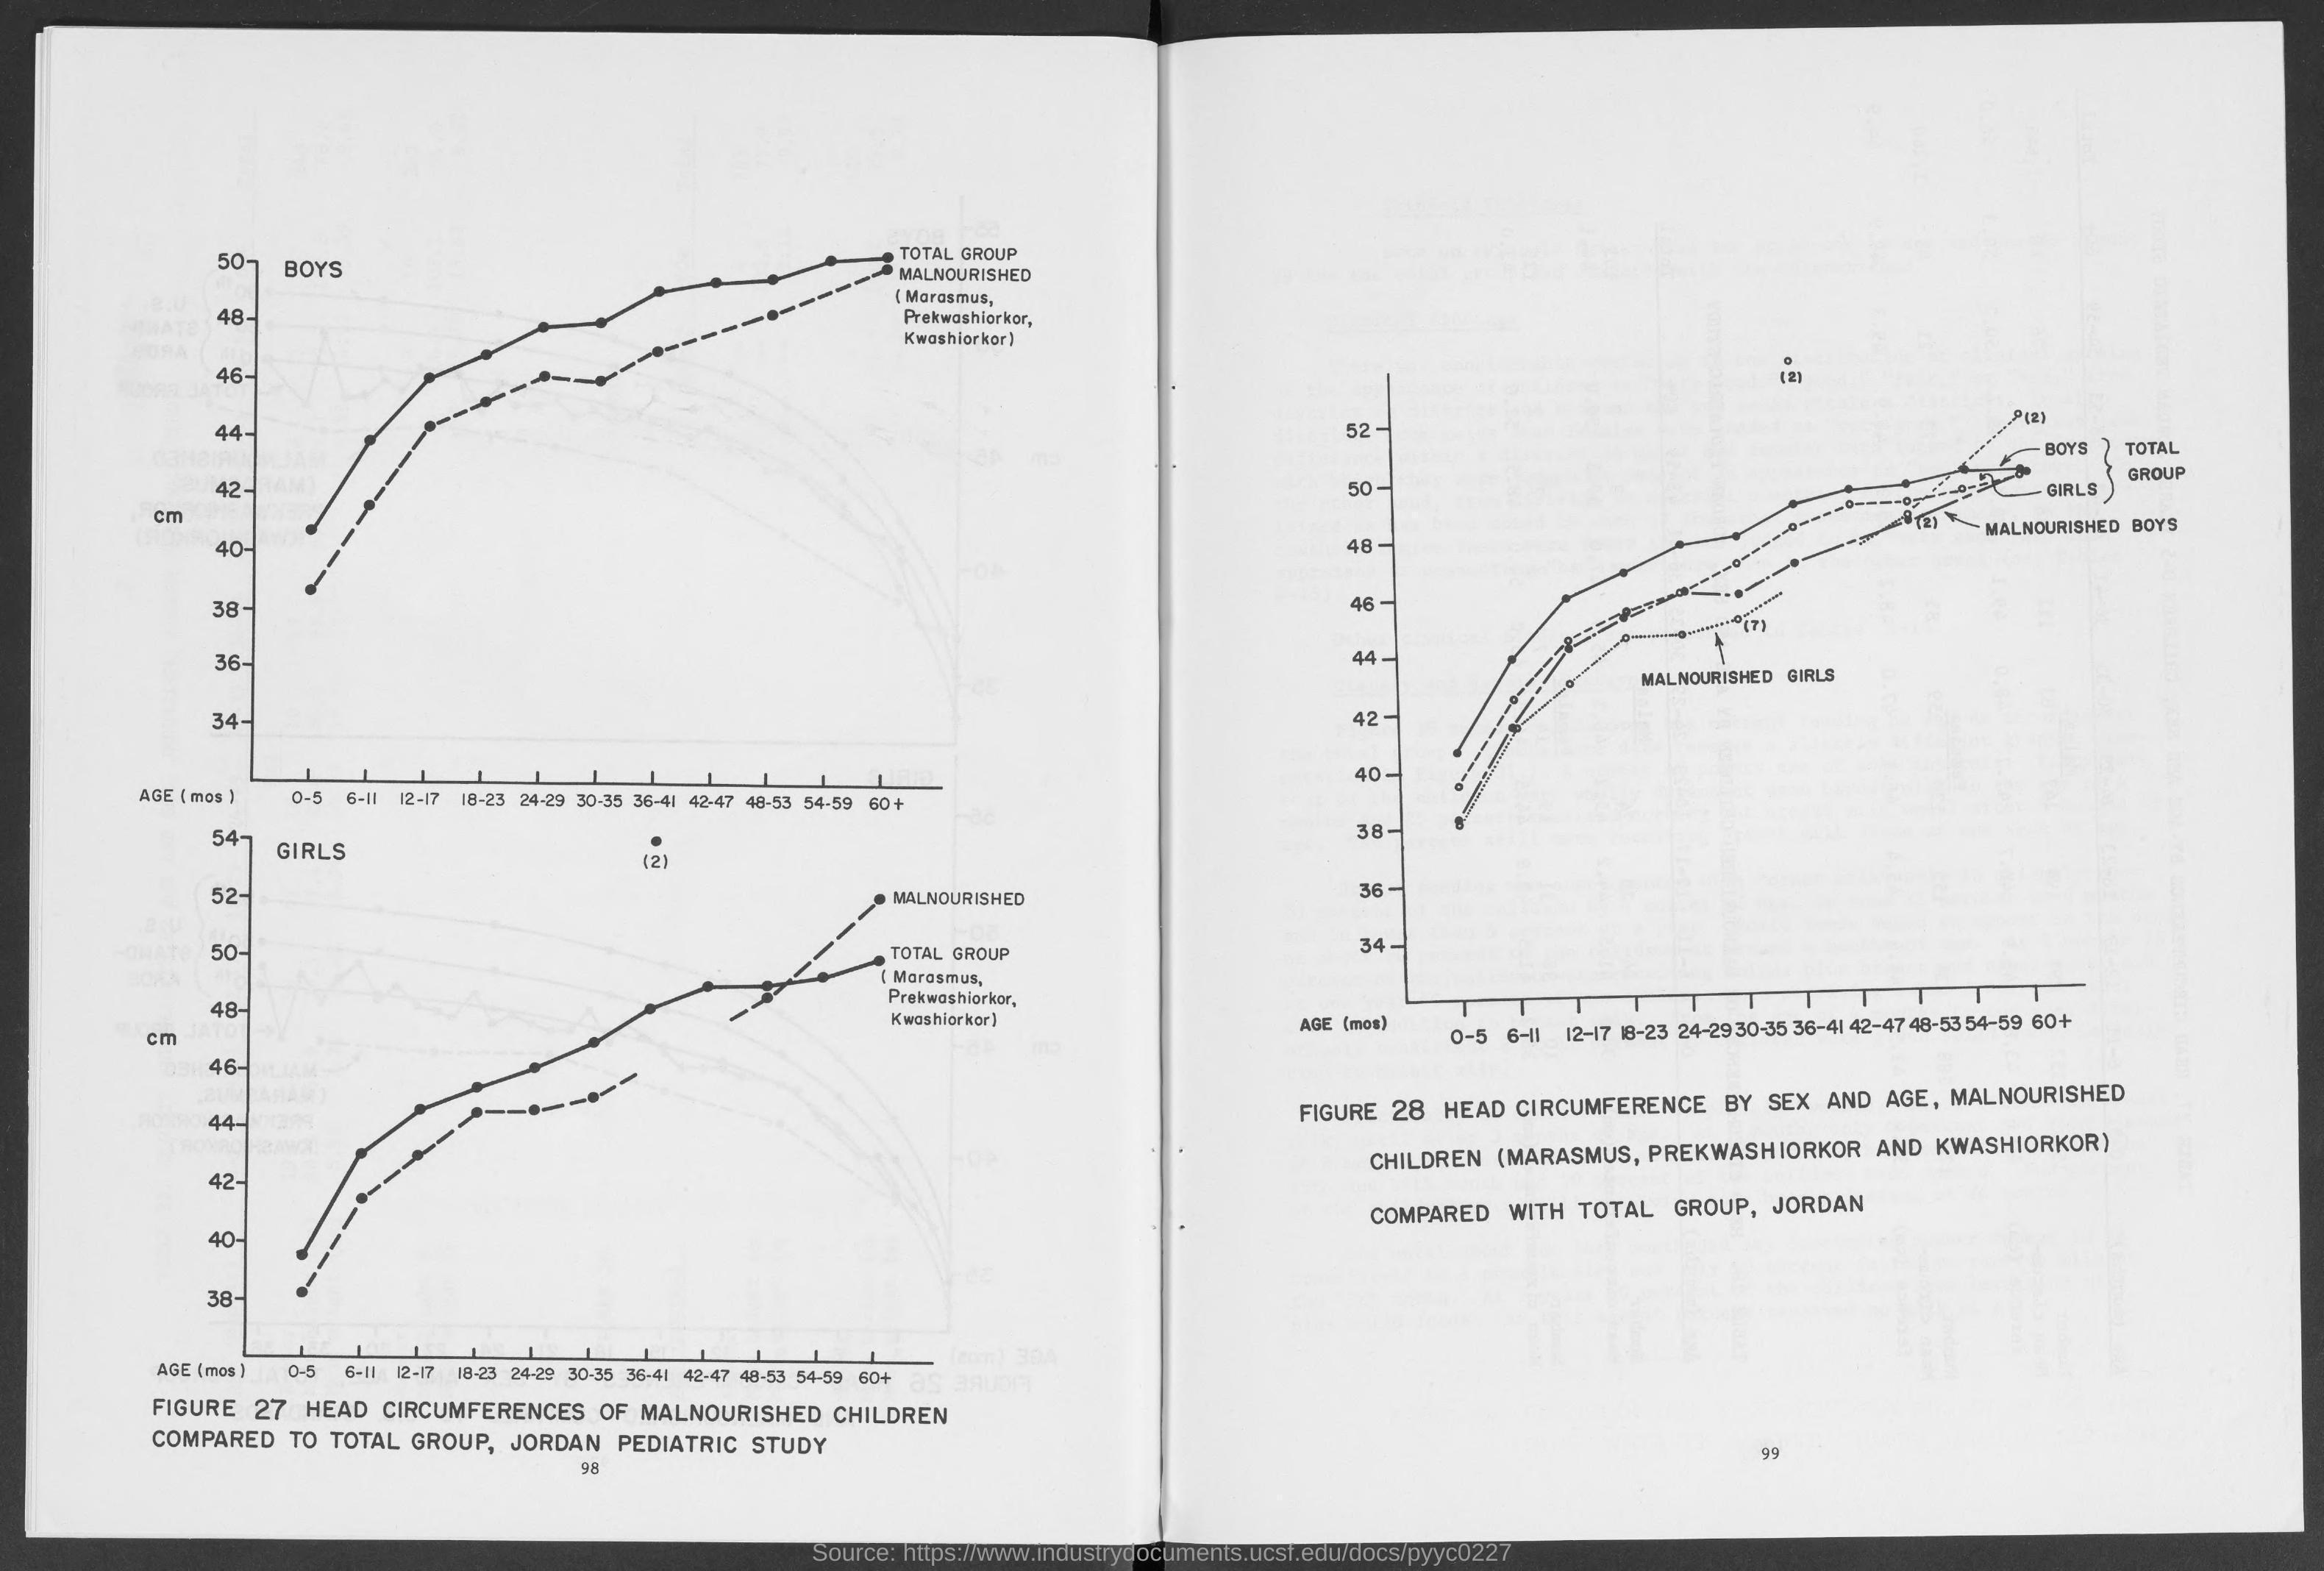 50
BOYS
TOTAL GROUP
MALNOURISHED
(Marasmus,
Prekwashiorkor,
Kwashiorkor)
48
46
44
42
cm
40
38
36
34
AGE (mos) 0-5 6-11 12-17 18-23 24-29 30-35 36-41 42-47 48-53 54-59 60+
54
GIRLS
(2)
52
MALNOURISHED
50
TOTAL GROUP
(Marasmus,
Prekwashiorkor,
Kwashiorkor)
48
cm
46
44
42
40
38
AGE (mos) 0-5 6-11 12-17 18-23 24-29 30-35 36-41 42-47 48-53 54-59 60+
FIGURE 27 HEAD CIRCUMFERENCES OF MALNOURISHED CHILDREN
COMPARED TO TOTAL GROUP, JORDAN PEDIATRIC STUDY
98
(2)
(2)
52
BOYS
TOTAL
GROUP
50
GIRLS
(2)
MALNOURISHED BOYS
48
46
(7)
44
MALNOURISHED GIRLS
42
40
38
36
34
AGE (mos) 0-5 6-11 12-17 18-23 24-29 30-35 36-41 42-47 48-53 54-59 60+
FIGURE 28 HEAD CIRCUMFERENCE BY SEX AND AGE, MALNOURISHED
CHILDREN (MARASMUS, PREKWASHIORKOR AND KWASHIORKOR)
COMPARED WITH TOTAL GROUP, JORDAN
99
Source: https://www.industrydocuments.ucsf.edu/docs/pyyc0227